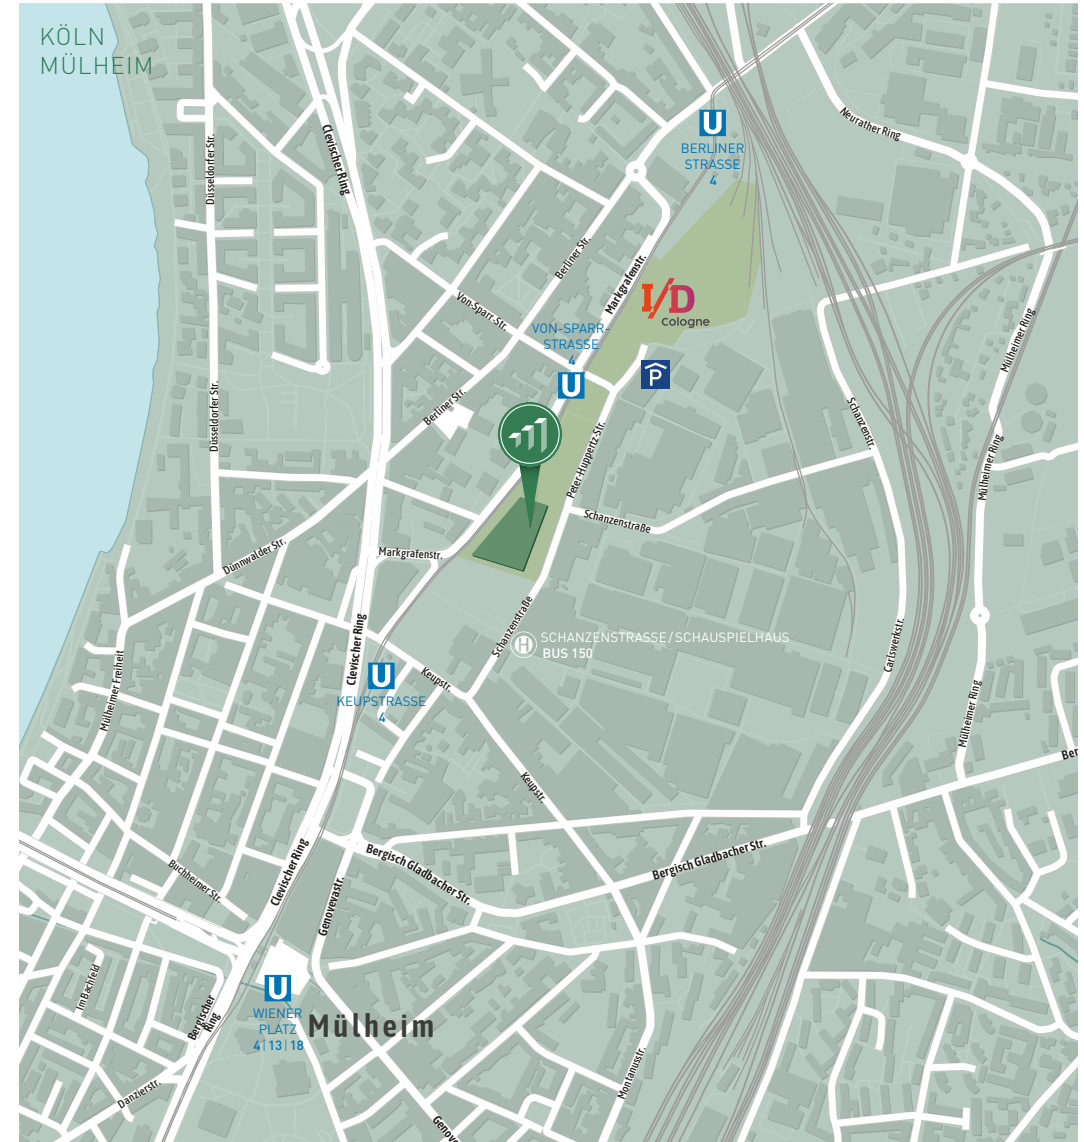 KÖLN
MÜLHEIM
Düsseldorfer Str.
Clevischer Ring
U
BERLINER
STRASSE
4
Neurather Ring
Berliner Str.
Markgrafenstr.
Von-Sparr-Str.
I/D
Cologne
VON-SPARR-
STRASSE
4
U
P
Mülheimer Ring
Düsseldorfer Str.
Berliner Str.
Schanzenstr.
Peter-Huppertz-Str.
Mülheimer Ring
Schanzenstraße
Dünnwalder Str.
Markgrafenstr.
Schanzenstraße
H
SCHANZENSTRASSE/SCHAUSPIELHAUS
BUS 150
Clevischer Ring
Carlswerkstr.
Mülheimer Freiheit
U
KEUPSTRASSE
4
Keupstr.
Mülheimer Ring
Ber
Keupstr.
Buchheimer Str.
Clevischer Ring
Bergisch Gladbacher Str.
Bergisch Gladbacher Str.
Genovevastr.
Im Bachfeld
Bergischer
Ring
U
WIENER
PLATZ
4|13|18
Mülheim
Danzierstr.
Montanusstr.
Genoveva